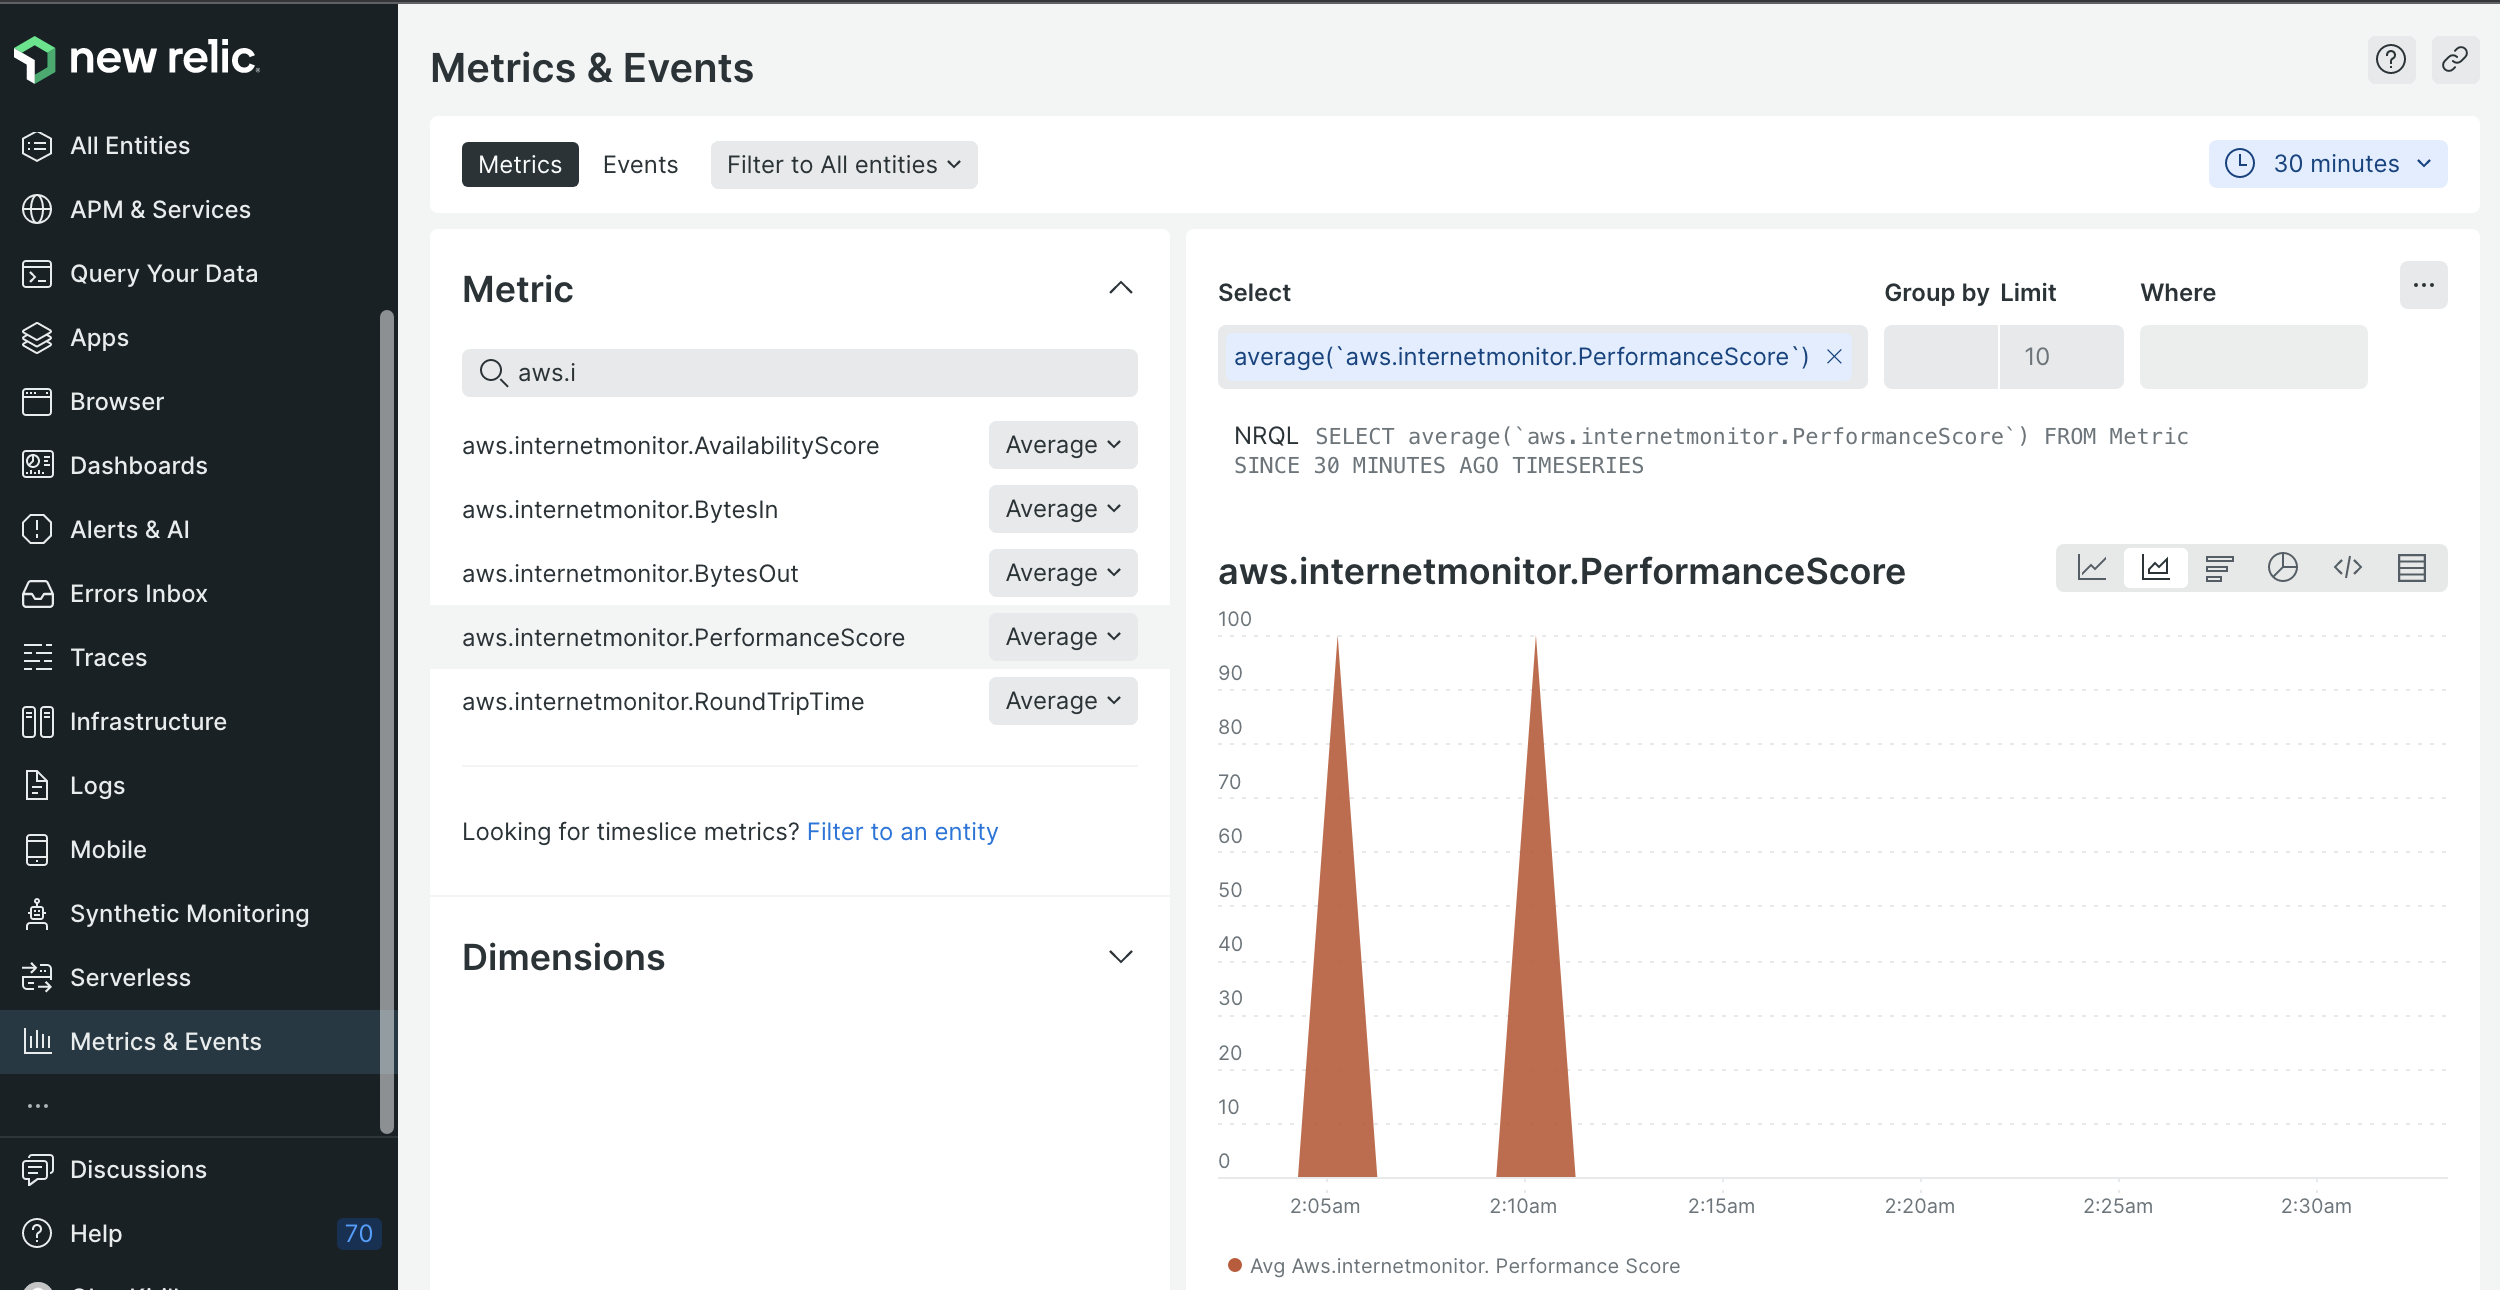 new relic
All Entities
APM & Services
Query Your Data
Apps
Browser
Dashboards
Alerts & AI
Errors Inbox
Traces
Infrastructure
Logs
Mobile
Synthetic Monitoring
Serverless
Metrics & Events
...
Discussions
Help 70
Metrics & Events
Metrics Events Filter to All entities
30 minutes
Metric
aws.i
aws.internetmonitor.AvailabilityScore Average
aws.internetmonitor.BytesIn Average
aws.internetmonitor.BytesOut Average
aws.internetmonitor.PerformanceScore Average
aws.internetmonitor.RoundTripTime Average
Looking for timeslice metrics? Filter to an entity
Dimensions
Select Group by Limit Where
...
average(`aws.internetmonitor.PerformanceScore`) × 10
NRQL SELECT average(`aws.internetmonitor.PerformanceScore`) FROM Metric
SINCE 30 MINUTES AGO TIMESERIES
aws.internetmonitor.PerformanceScore
100
90
80
70
60
50
40
30
20
10
0
2:05am 2:10am 2:15am 2:20am 2:25am 2:30am
Avg Aws.internetmonitor. Performance Score